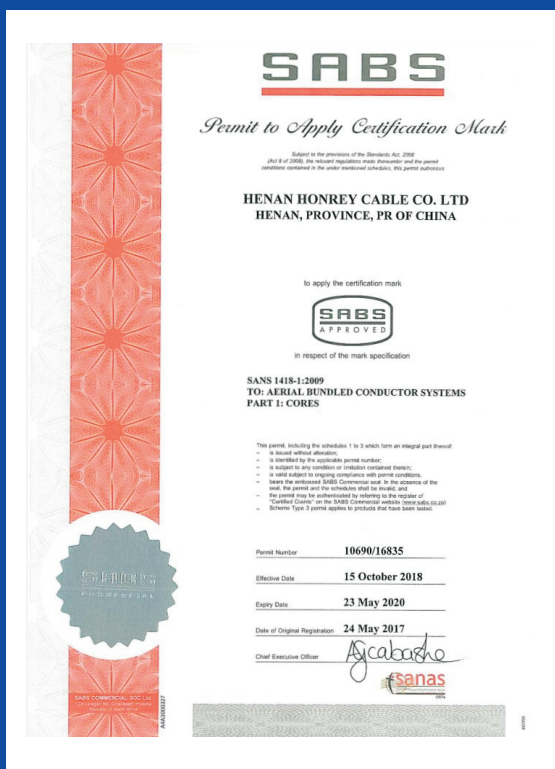 SABS
Permit to Apply Certification Mark
Subject to the provisions of the Standards Act, 2008
(Act 8 of 2008), the relevant regulations made thereunder and the permit
conditions contained in the under mentioned schedules, this permit authorizes
HENAN HONREY CABLE CO. LTD
HENAN, PROVINCE, PR OF CHINA
to apply the certification mark
SABS
APPROVED
in respect of the mark specification
SANS 1418-1:2009
TO: AERIAL BUNDLED CONDUCTOR SYSTEMS
PART 1: CORES
This permit, including the schedules 1 to 3 which form an integral part thereof:
- is issued without alteration;
- is identified by the applicable permit number;
- is subject to any condition or limitation contained therein;
- is valid subject to ongoing compliance with permit conditions,
- bears the embossed SABS Commercial seal. In the absence of the
seal, the permit and the schedules shall be invalid; and
- the permit may be authenticated by referring to the register of
"Certified Clients" on the SABS Commercial website (www.sabs.co.za)
- Scheme Type 3 permit applies to products that have been tested.
Permit Number 10690/16835
Effective Date 15 October 2018
Expiry Date 23 May 2020
Date of Original Registration 24 May 2017
Chief Executive Officer
sanas
SABS
COMMERCIAL
SABS COMMERCIAL SOC Ltd.
A4A3000327